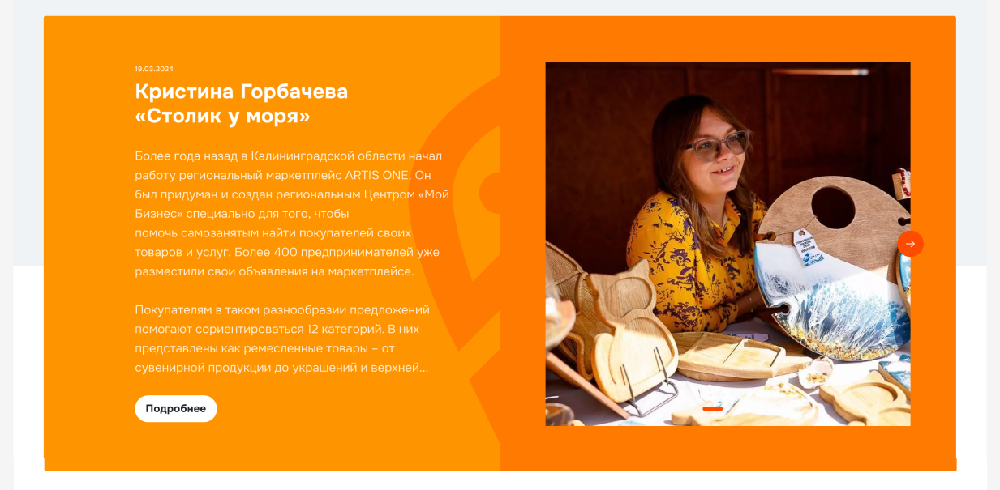 19.03.2024
Кристина Горбачева
«Столик у моря»
Более года назад в Калининградской области начал
работу региональный маркетплейс ARTIS ONE. Он
был придуман и создан региональным Центром «Мой
Бизнес» специально для того, чтобы
помочь самозанятым найти покупателей своих
товаров и услуг. Более 400 предпринимателей уже
разместили свои объявления на маркетплейсе.
Покупателям в таком разнообразии предложений
помогают сориентироваться 12 категорий. В них
представлены как ремесленные товары – от
сувенирной продукции до украшений и верхней...
Подробнее